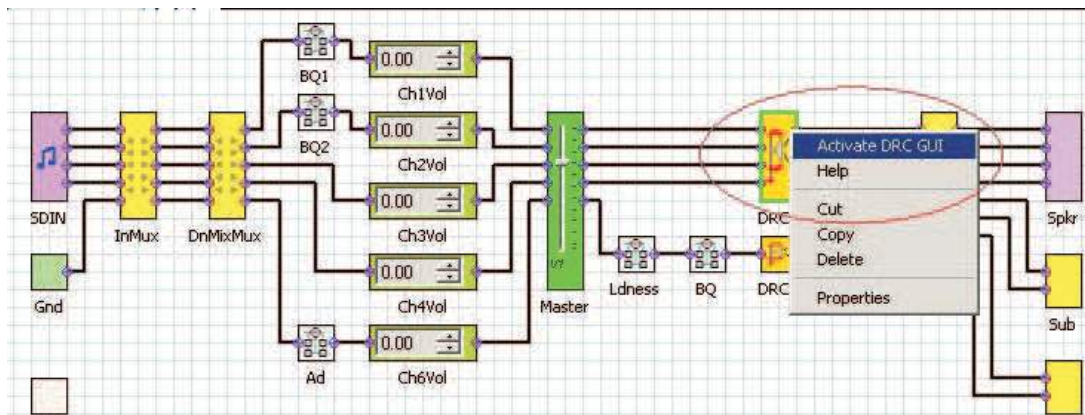 BQ1
0.00
Ch1Vol
BQ2
0.00
Ch2Vol
SDIN
InMux
DnMixMux
0.00
Ch3Vol
Gnd
0.00
Ch4Vol
Master
Ad
0.00
Ch6Vol
Ldness
BQ
DRC
DRC
Activate DRC GUI
Help
Cut
Copy
Delete
Properties
Spkr
Sub